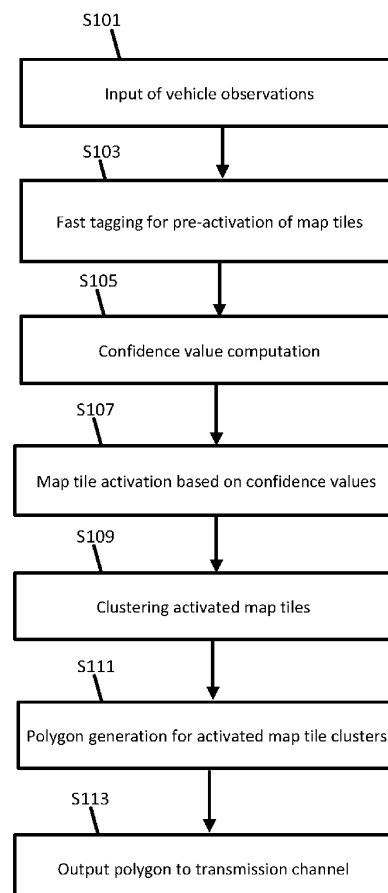 S101
Input of vehicle observations
S103
Fast tagging for pre-activation of map tiles
S105
Confidence value computation
S107
Map tile activation based on confidence values
S109
Clustering activated map tiles
S111
Polygon generation for activated map tile clusters
S113
Output polygon to transmission channel